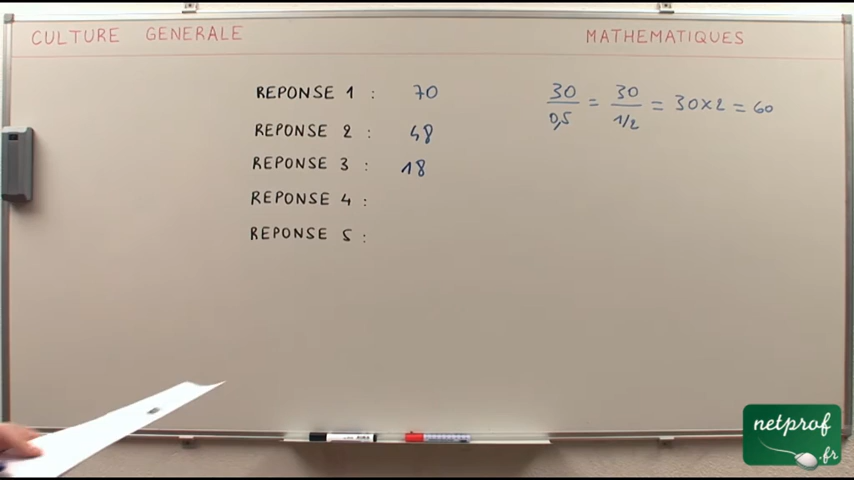 CULTURE GENERALE
MATHEMATIQUES
REPONSE 1 : 70
30/0,5 = 30/1/2 = 30×2 = 60
REPONSE 2 : 48
REPONSE 3 : 18
REPONSE 4 :
REPONSE 5 :
netprof
.fr